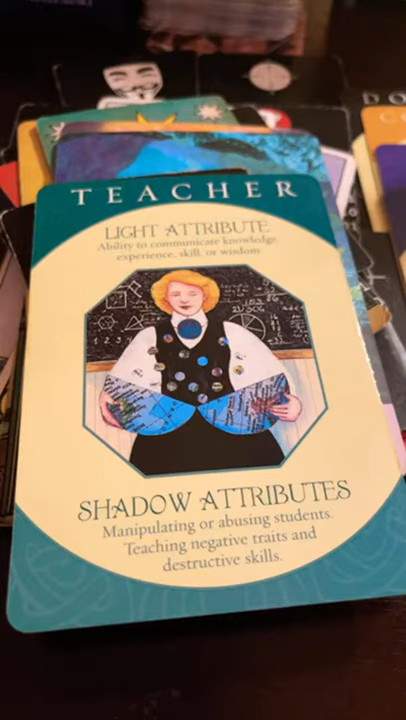 TEACHER
LIGHT ATTRIBUTE
Ability to communicate knowledge
experience, skill, or wisdom
SHADOW ATTRIBUTES
Manipulating or abusing students.
Teaching negative traits and
destructive skills.